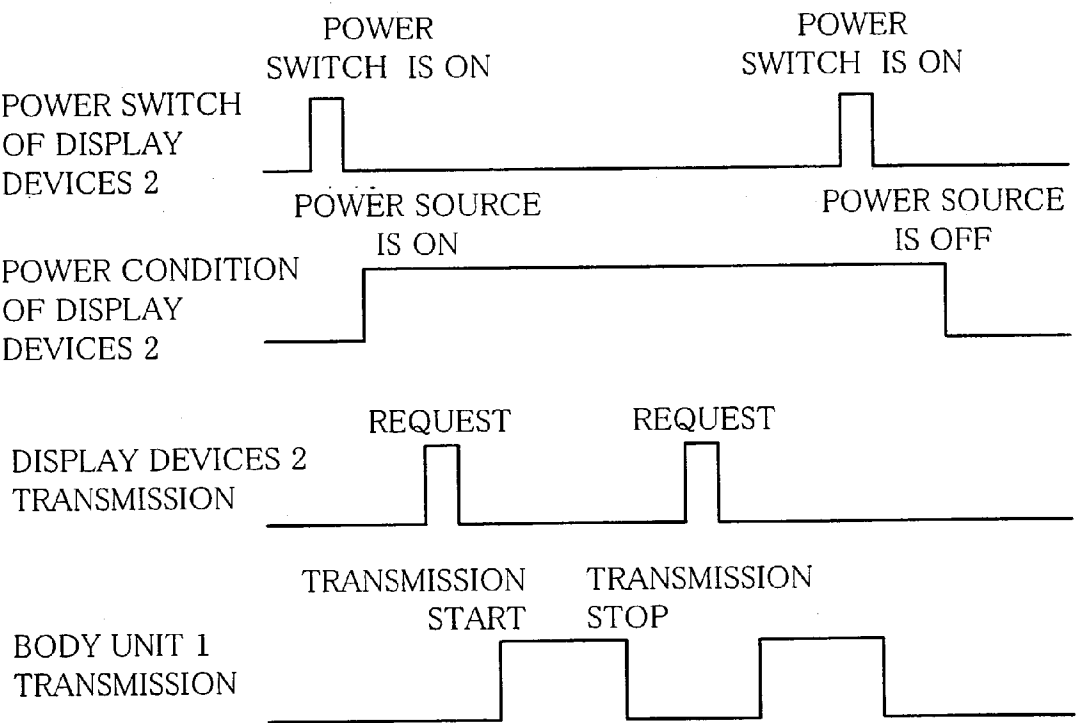 POWER
SWITCH IS ON
POWER
SWITCH IS ON
POWER SWITCH
OF DISPLAY
DEVICES 2
POWER SOURCE
IS ON
POWER SOURCE
IS OFF
POWER CONDITION
OF DISPLAY
DEVICES 2
REQUEST
REQUEST
DISPLAY DEVICES 2
TRANSMISSION
TRANSMISSION
START
TRANSMISSION
STOP
BODY UNIT 1
TRANSMISSION